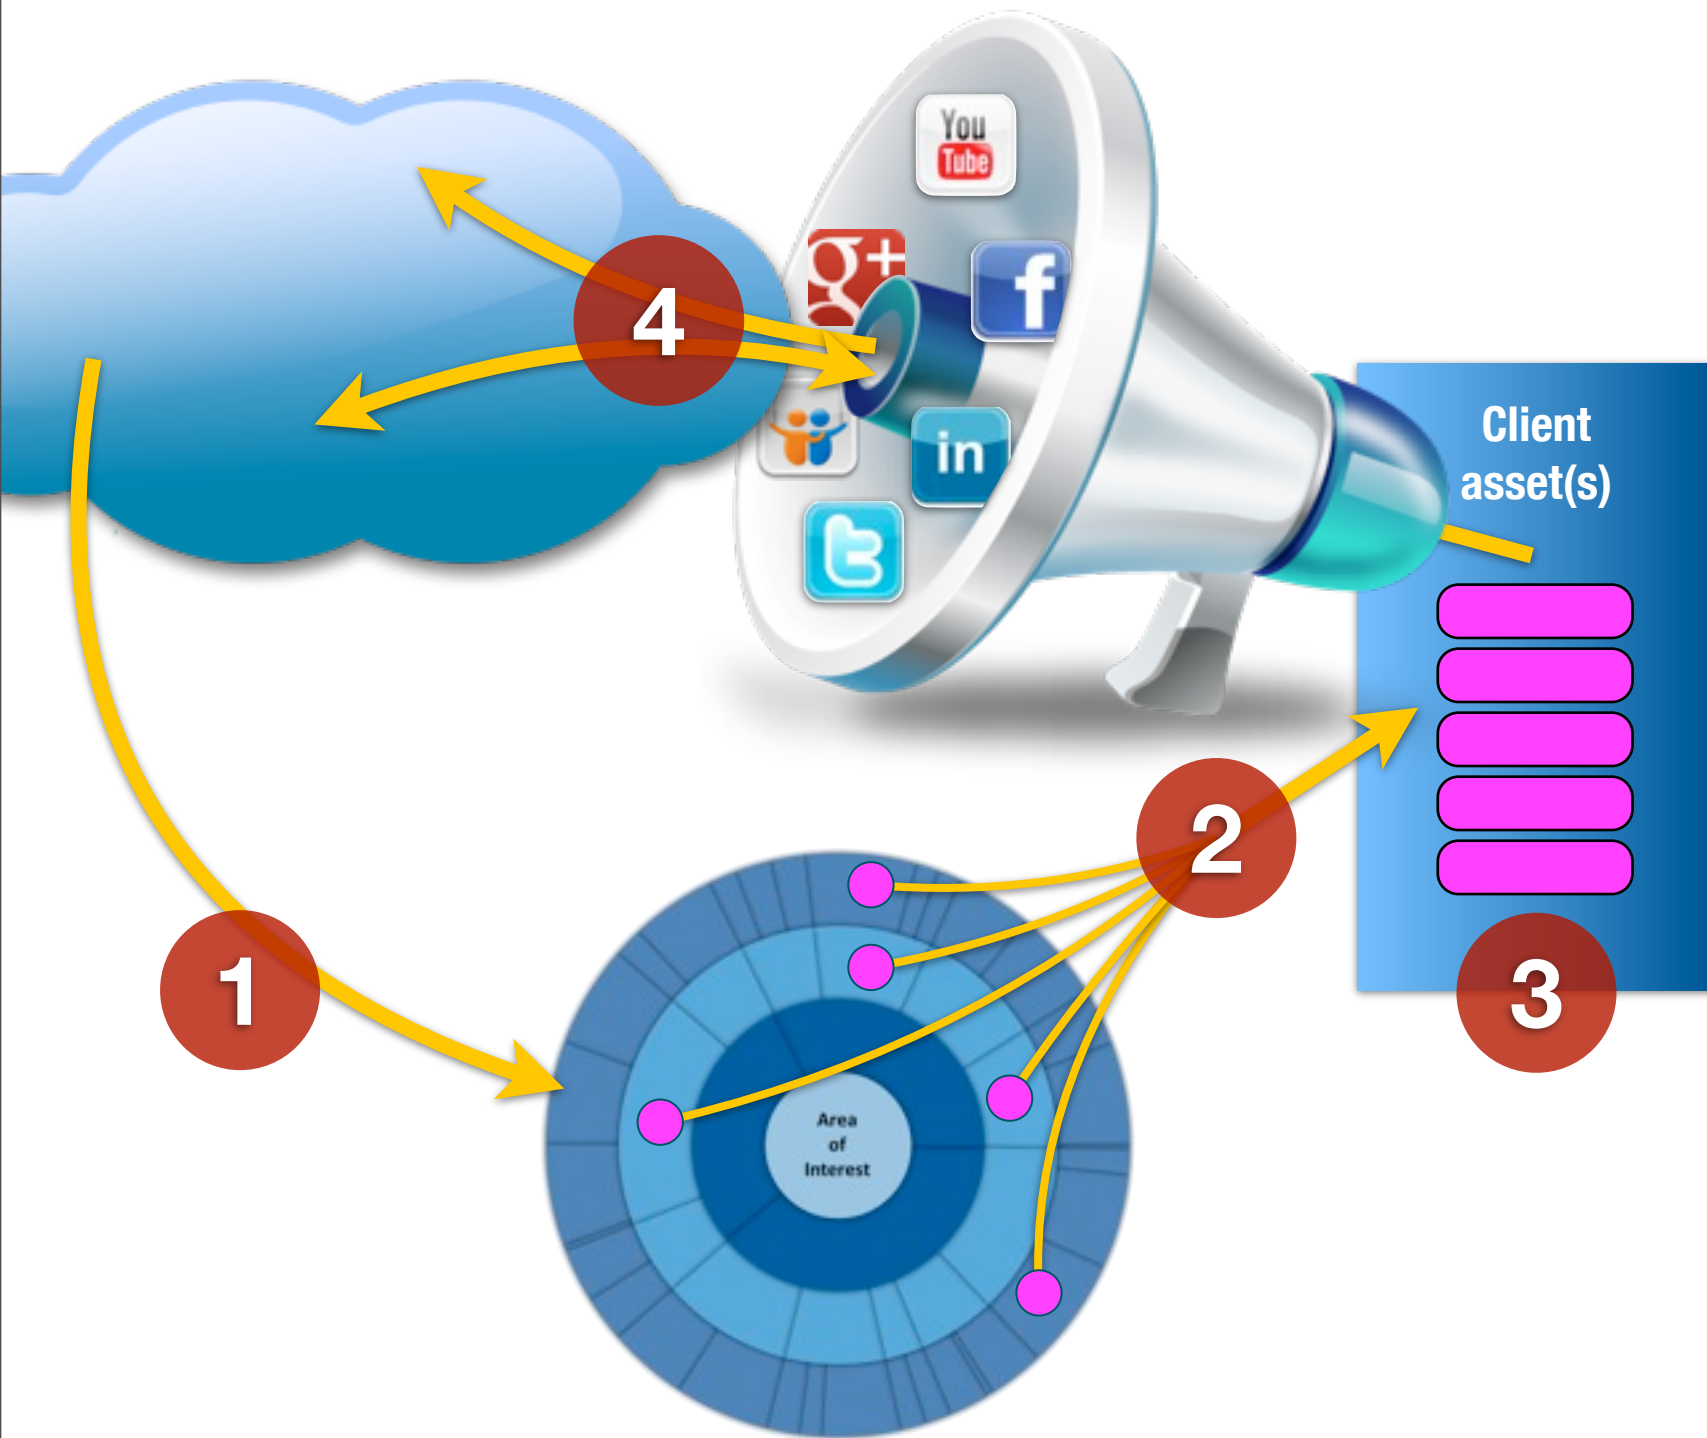 You
Tube
g+
f
4
in
t
Client
asset(s)
2
1
3
Area
of
Interest